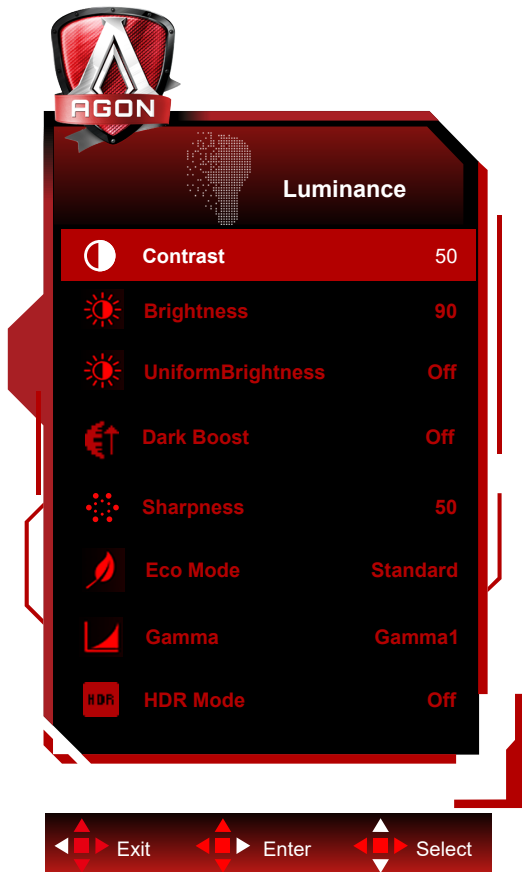 AGON
Luminance
Contrast 50
Brightness 90
UniformBrightness Off
Dark Boost Off
Sharpness 50
Eco Mode Standard
Gamma Gamma1
HDR HDR Mode Off
Exit Enter Select